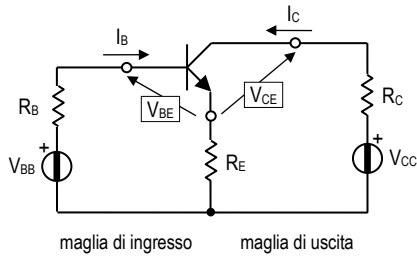 I_B
I_C
R_B
V_BE
V_CE
R_C
V_BB
+
R_E
+
V_CC
maglia di ingresso
maglia di uscita